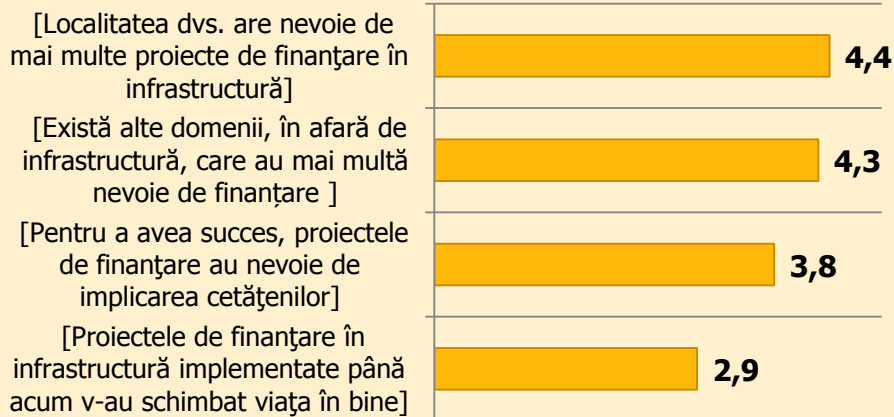 [Localitatea dvs. are nevoie de
mai multe proiecte de finanţare în
infrastructură]
4,4
[Există alte domenii, în afară de
infrastructură, care au mai multă
nevoie de finanțare ]
4,3
[Pentru a avea succes, proiectele
de finanţare au nevoie de
implicarea cetăţenilor]
3,8
[Proiectele de finanţare în
infrastructură implementate până
acum v-au schimbat viaţa în bine]
2,9